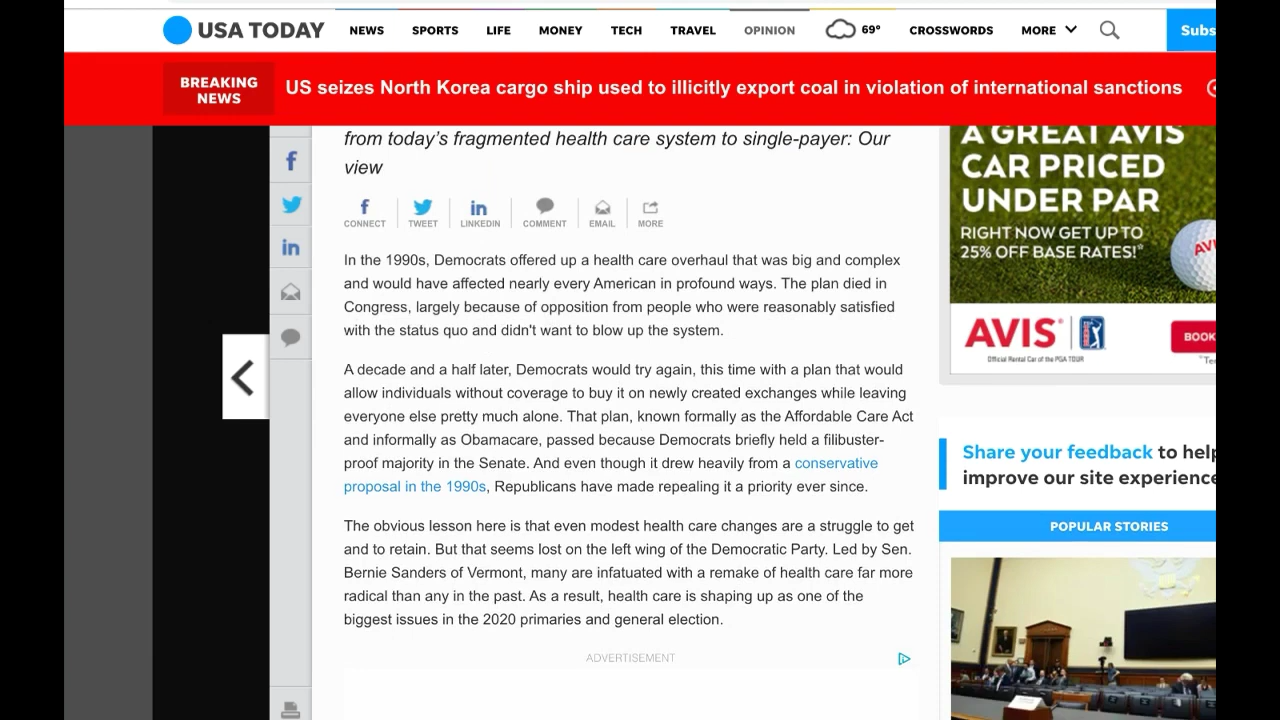 USA TODAY
NEWS
SPORTS
LIFE
MONEY
TECH
TRAVEL
OPINION
69°
CROSSWORDS
MORE
Subs
BREAKING
NEWS
US seizes North Korea cargo ship used to illicitly export coal in violation of international sanctions
from today's fragmented health care system to single-payer: Our
view
CONNECT
TWEET
LINKEDIN
COMMENT
EMAIL
MORE
In the 1990s, Democrats offered up a health care overhaul that was big and complex
and would have affected nearly every American in profound ways. The plan died in
Congress, largely because of opposition from people who were reasonably satisfied
with the status quo and didn't want to blow up the system.
A decade and a half later, Democrats would try again, this time with a plan that would
allow individuals without coverage to buy it on newly created exchanges while leaving
everyone else pretty much alone. That plan, known formally as the Affordable Care Act
and informally as Obamacare, passed because Democrats briefly held a filibuster-
proof majority in the Senate. And even though it drew heavily from a conservative
proposal in the 1990s, Republicans have made repealing it a priority ever since.
The obvious lesson here is that even modest health care changes are a struggle to get
and to retain. But that seems lost on the left wing of the Democratic Party. Led by Sen.
Bernie Sanders of Vermont, many are infatuated with a remake of health care far more
radical than any in the past. As a result, health care is shaping up as one of the
biggest issues in the 2020 primaries and general election.
ADVERTISEMENT
A GREAT AVIS
CAR PRICED
UNDER PAR
RIGHT NOW GET UP TO
25% OFF BASE RATES!*
AVI
AVIS
PGA TOUR
Official Rental Car of the PGA TOUR
BOOK
*Te
Share your feedback to help
improve our site experience
POPULAR STORIES